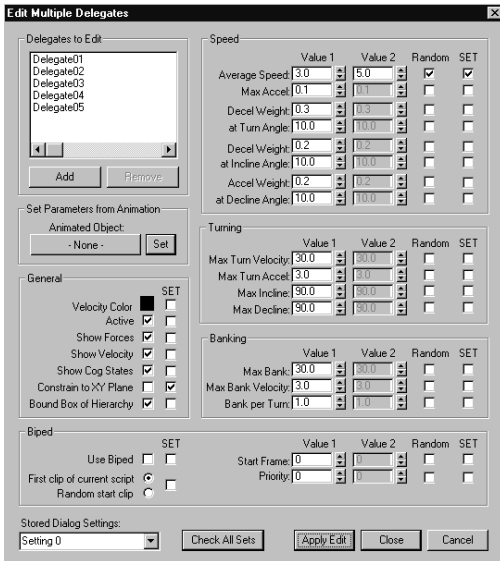 Edit Multiple Delegates
Delegates to Edit
Delegate01
Delegate02
Delegate03
Delegate04
Delegate05
Add Remove
Set Parameters from Animation
Animated Object:
- None - Set
General
SET
Velocity Color
Active
Show Forces
Show Velocity
Show Cog States
Constrain to XY Plane
Bound Box of Hierarchy
Speed
Value 1 Value 2 Random SET
Average Speed: 3.0 5.0
Max Accel: 0.1 0.1
Decel Weight: 0.3 0.3
at Turn Angle: 10.0 10.0
Decel Weight: 0.2 0.2
at Incline Angle: 10.0 10.0
Accel Weight: 0.2 0.2
at Decline Angle: 10.0 10.0
Turning
Value 1 Value 2 Random SET
Max Turn Velocity: 30.0 30.0
Max Turn Accel: 3.0 3.0
Max Incline: 90.0 90.0
Max Decline: 90.0 90.0
Banking
Value 1 Value 2 Random SET
Max Bank: 30.0 30.0
Max Bank Velocity: 3.0 3.0
Bank per Turn: 1.0 1.0
Biped
SET
Use Biped
First clip of current script
Random start clip
Value 1 Value 2 Random SET
Start Frame: 0 0
Priority: 0 0
Stored Dialog Settings:
Setting 0 Check All Sets Apply Edit Close Cancel